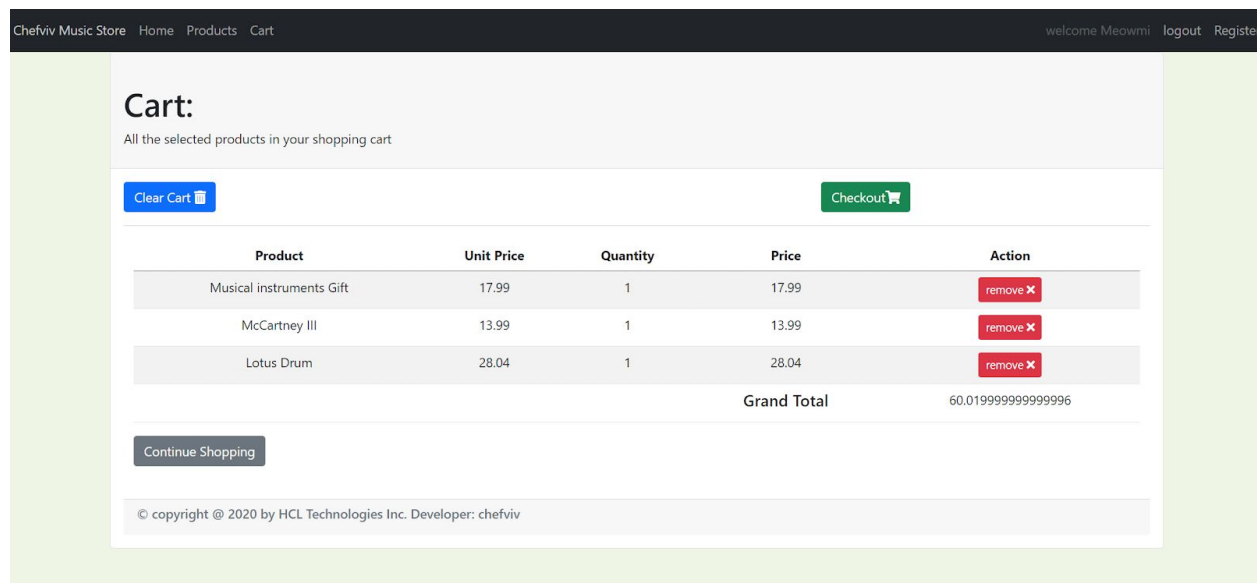 Chefviv Music Store Home Products Cart welcome Meowmi logout Registe
Cart:
All the selected products in your shopping cart
Clear Cart Checkout
Product Unit Price Quantity Price Action
Musical instruments Gift 17.99 1 17.99 remove
McCartney III 13.99 1 13.99 remove
Lotus Drum 28.04 1 28.04 remove
Grand Total 60.019999999999996
Continue Shopping
© copyright @ 2020 by HCL Technologies Inc. Developer: chefviv